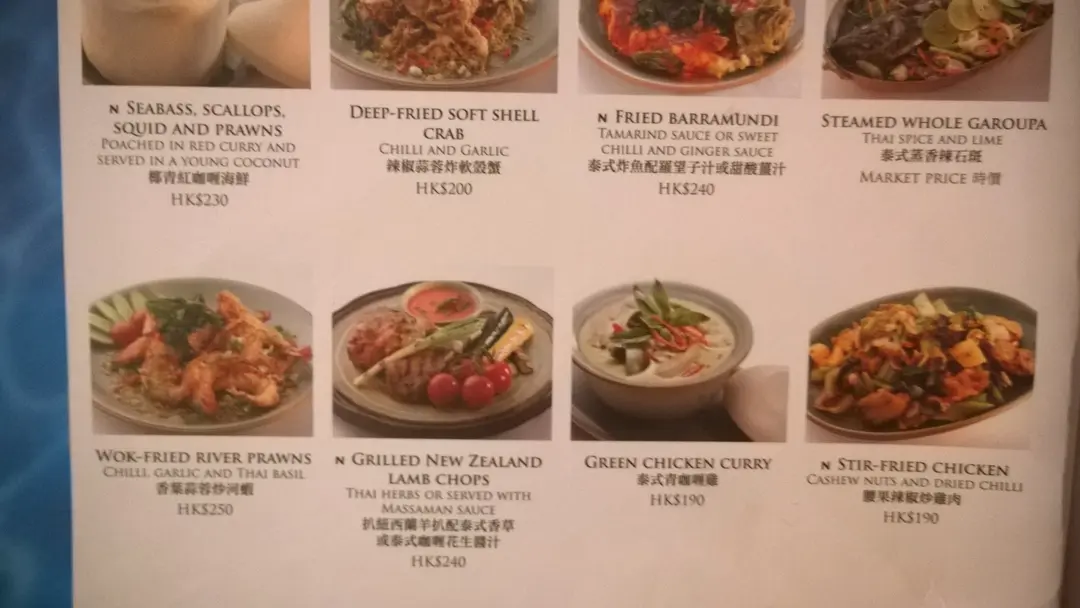 N SEABASS, SCALLOPS,
SQUID AND PRAWNS
POACHED IN RED CURRY AND
SERVED IN A YOUNG COCONUT
椰青紅咖喱海鮮
HK$230
DEEP-FRIED SOFT SHELL
CRAB
CHILLI AND GARLIC
辣椒蒜蓉炸軟殼蟹
HK$200
N FRIED BARRAMUNDI
TAMARIND SAUCE OR SWEET
CHILLI AND GINGER SAUCE
泰式炸魚配羅望子汁或甜酸薑汁
HK$240
STEAMED WHOLE GAROUPA
THAI SPICE AND LIME
泰式蒸香辣石斑
MARKET PRICE 時價
WOK-FRIED RIVER PRAWNS
CHILLI, GARLIC AND THAI BASIL
香葉蒜蓉炒河蝦
HK$250
N GRILLED NEW ZEALAND
LAMB CHOPS
THAI HERBS OR SERVED WITH
MASSAMAN SAUCE
扒紐西蘭羊扒配泰式香草
或泰式咖喱花生醬汁
HK$240
GREEN CHICKEN CURRY
泰式青咖喱雞
HK$190
N STIR-FRIED CHICKEN
CASHEW NUTS AND DRIED CHILLI
腰果辣椒炒雞肉
HK$190